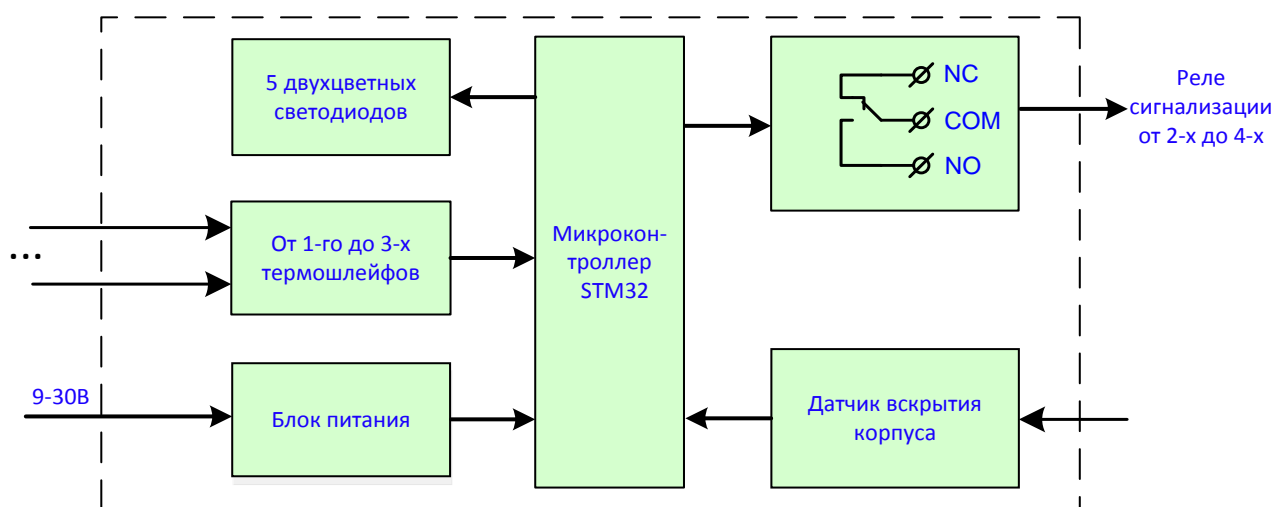 5 двухцветных
светодиодов
NC
COM
NO
Реле
сигнализации
от 2-х до 4-х
...
От 1-го до 3-х
термошлейфов
Микрокон-
троллер
STM32
9-30В
Блок питания
Датчик вскрытия
корпуса